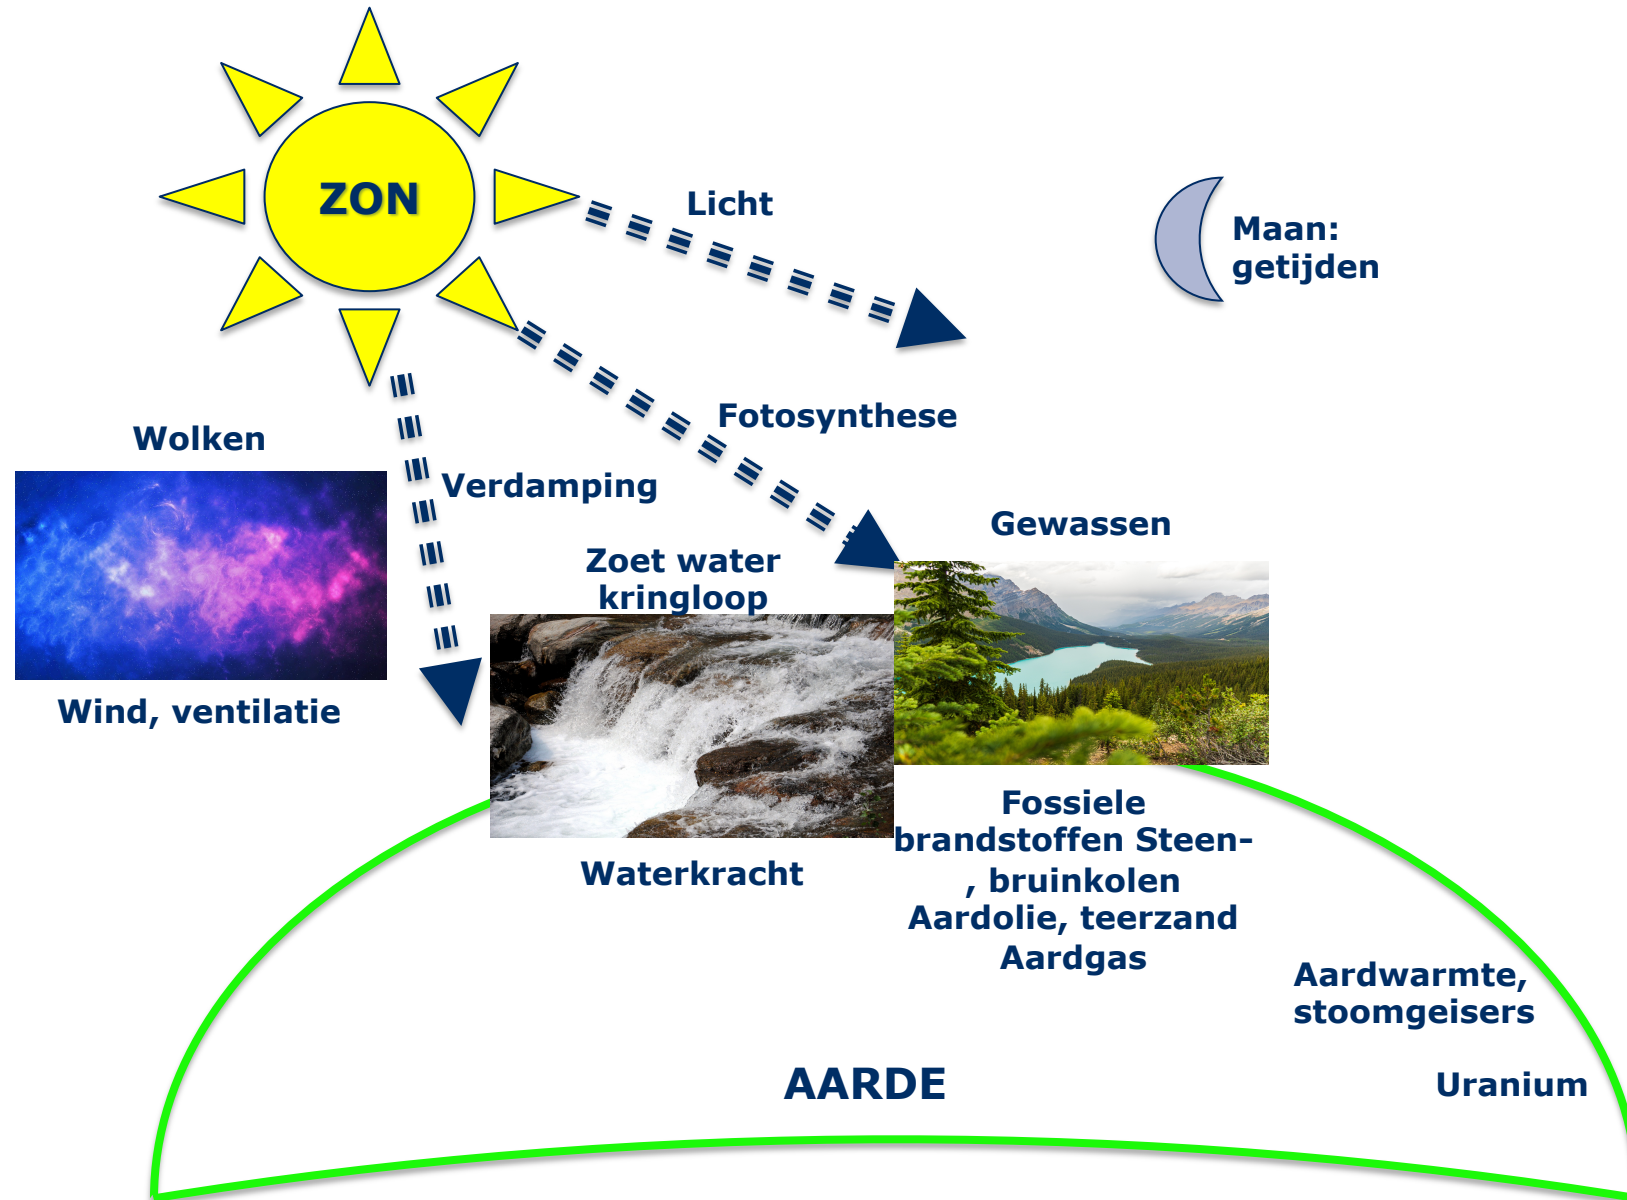 ZON
Licht
Maan:
getijden
Fotosynthese
Wolken
Verdamping
Gewassen
Zoet water
kringloop
Wind, ventilatie
Fossiele
brandstoffen Steen-
, bruinkolen
Aardolie, teerzand
Aardgas
Waterkracht
Aardwarmte,
stoomgeisers
AARDE
Uranium